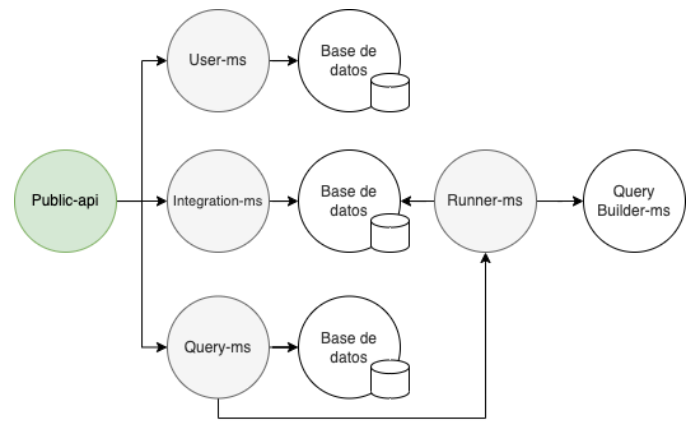 User-ms
Base de
datos
Public-api
Integration-ms
Base de
datos
Runner-ms
Query
Builder-ms
Query-ms
Base de
datos